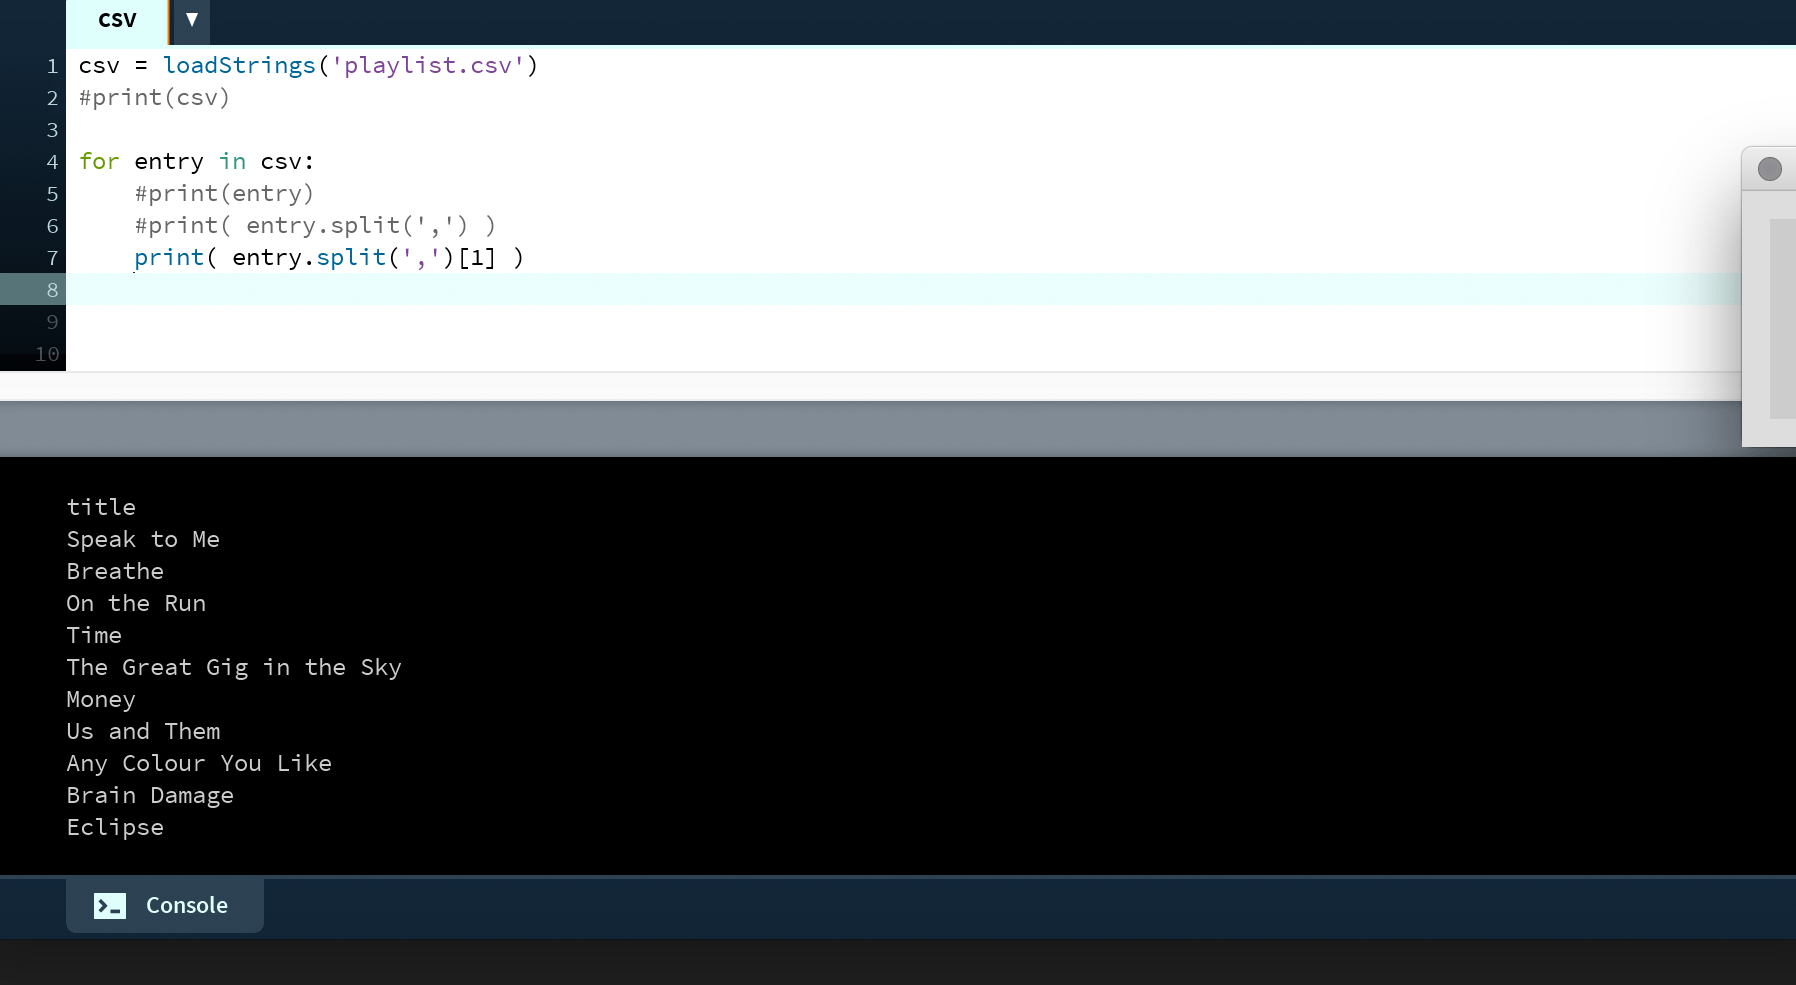 CSV ▼
1 csv = loadStrings('playlist.csv')
2 #print(csv)
3
4 for entry in csv:
5     #print(entry)
6     #print( entry.split(',') )
7     print( entry.split(',')[1] )
8
9
10
title
Speak to Me
Breathe
On the Run
Time
The Great Gig in the Sky
Money
Us and Them
Any Colour You Like
Brain Damage
Eclipse
Console